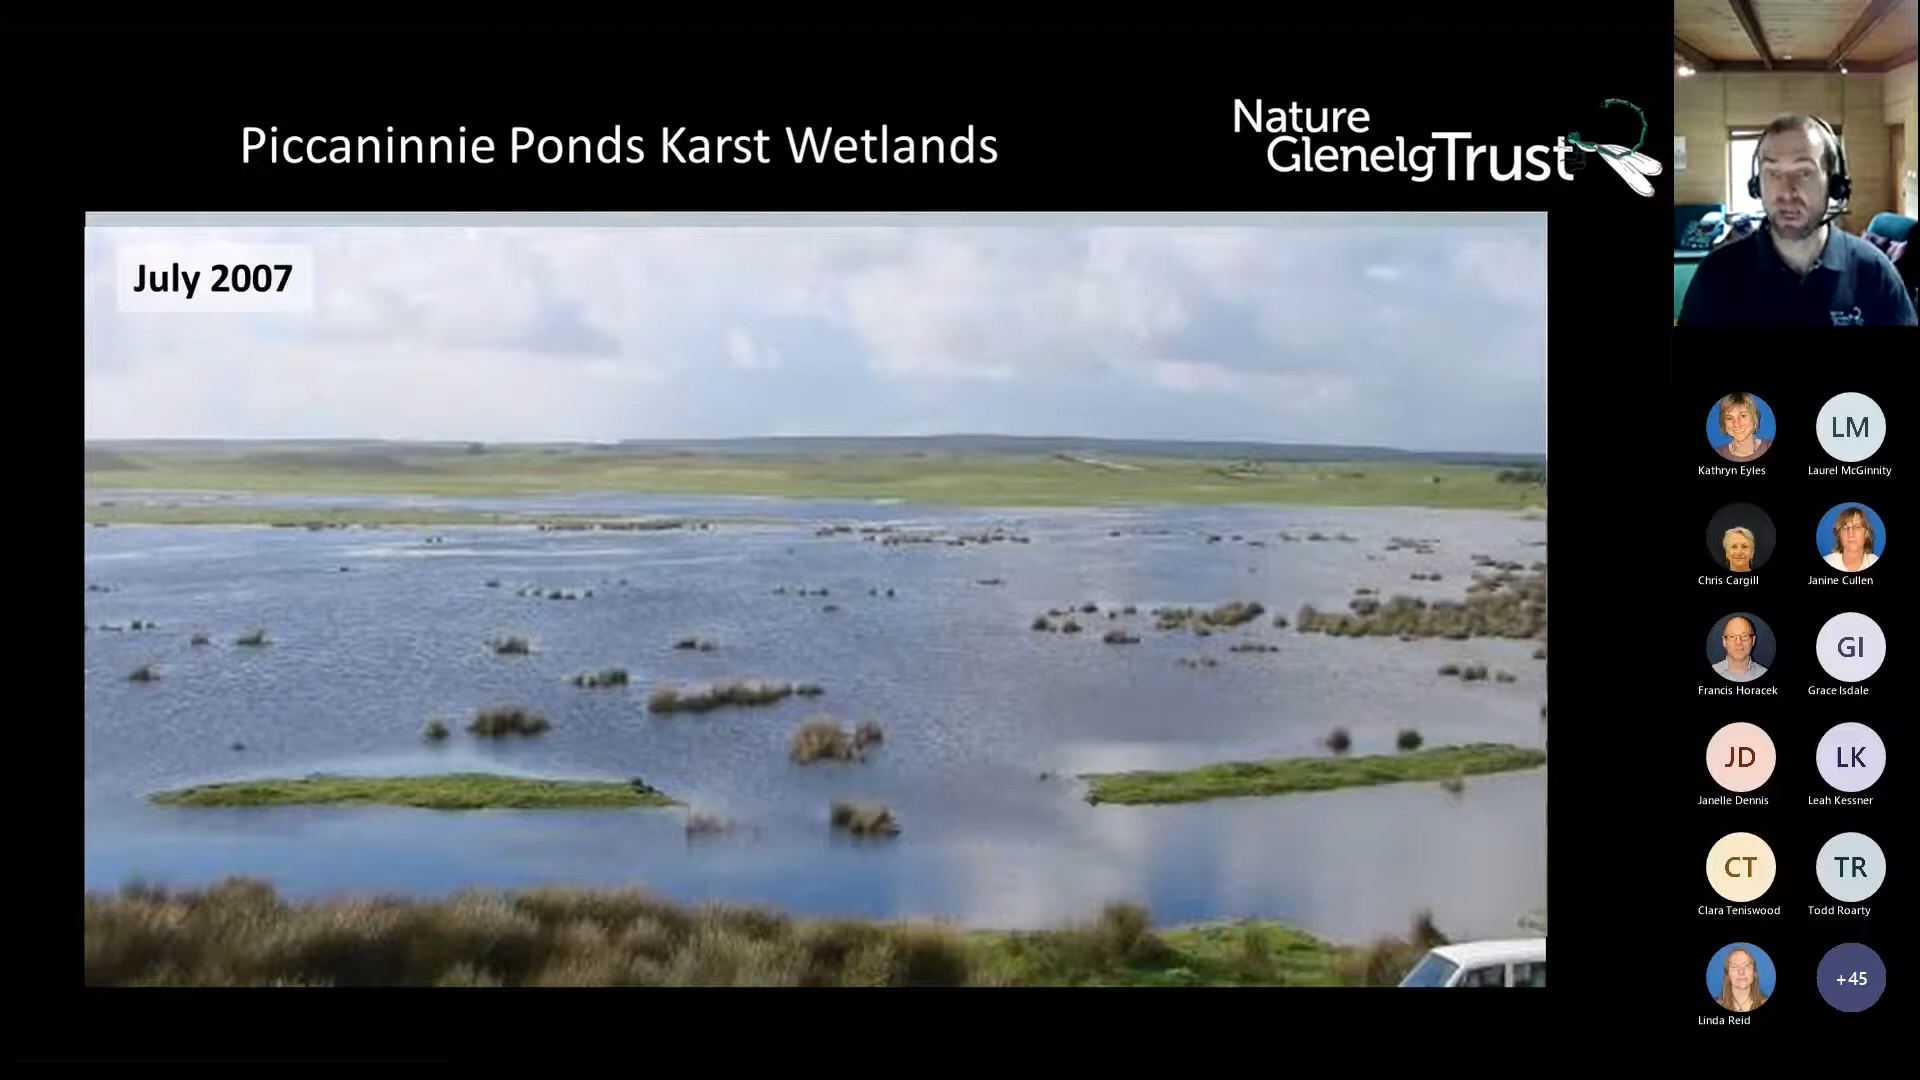 Piccaninnie Ponds Karst Wetlands
Nature
GlenelgTrust
July 2007
Kathryn Eyles
LM
Laurel McGinnity
Chris Cargill
Janine Cullen
Francis Horacek
GI
Grace Isdale
JD
Janelle Dennis
LK
Leah Kessner
CT
Clara Teniswood
TR
Todd Roarty
Linda Reid
+45